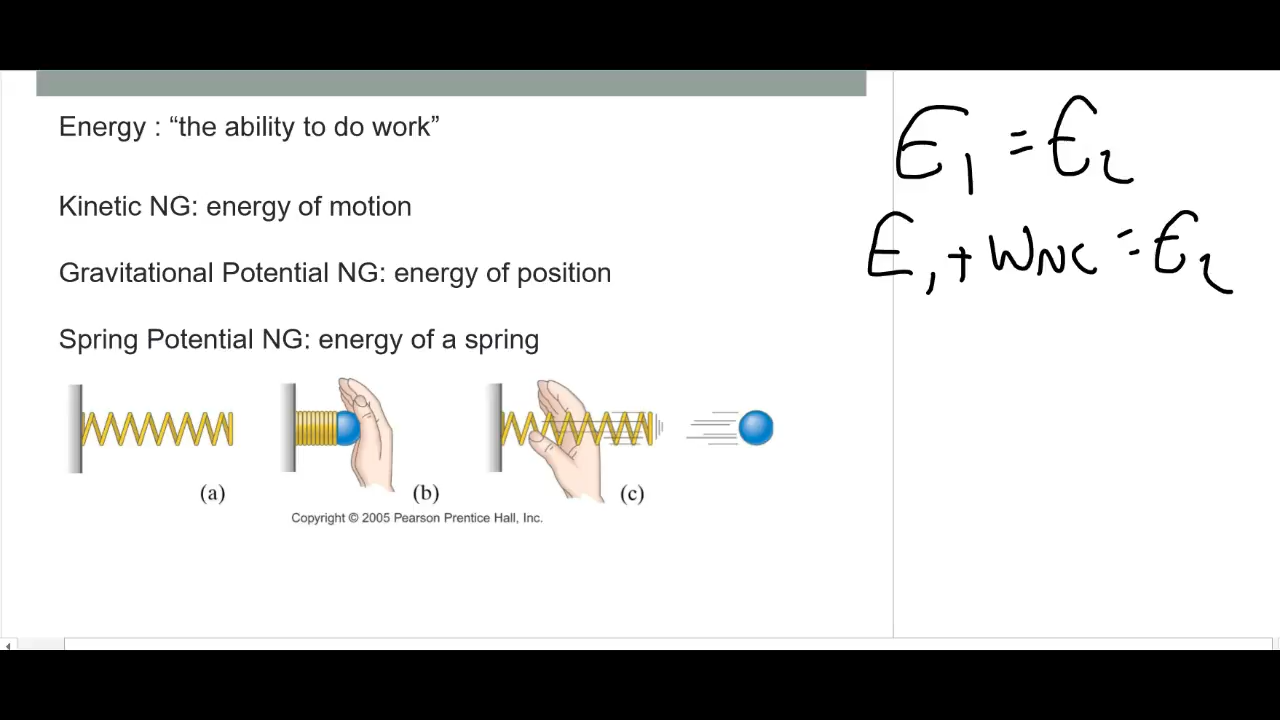 Energy : “the ability to do work”
Kinetic NG: energy of motion
Gravitational Potential NG: energy of position
Spring Potential NG: energy of a spring
(a) (b) (c)
Copyright © 2005 Pearson Prentice Hall, Inc.
E1 = E2
E1 + WNC = E2